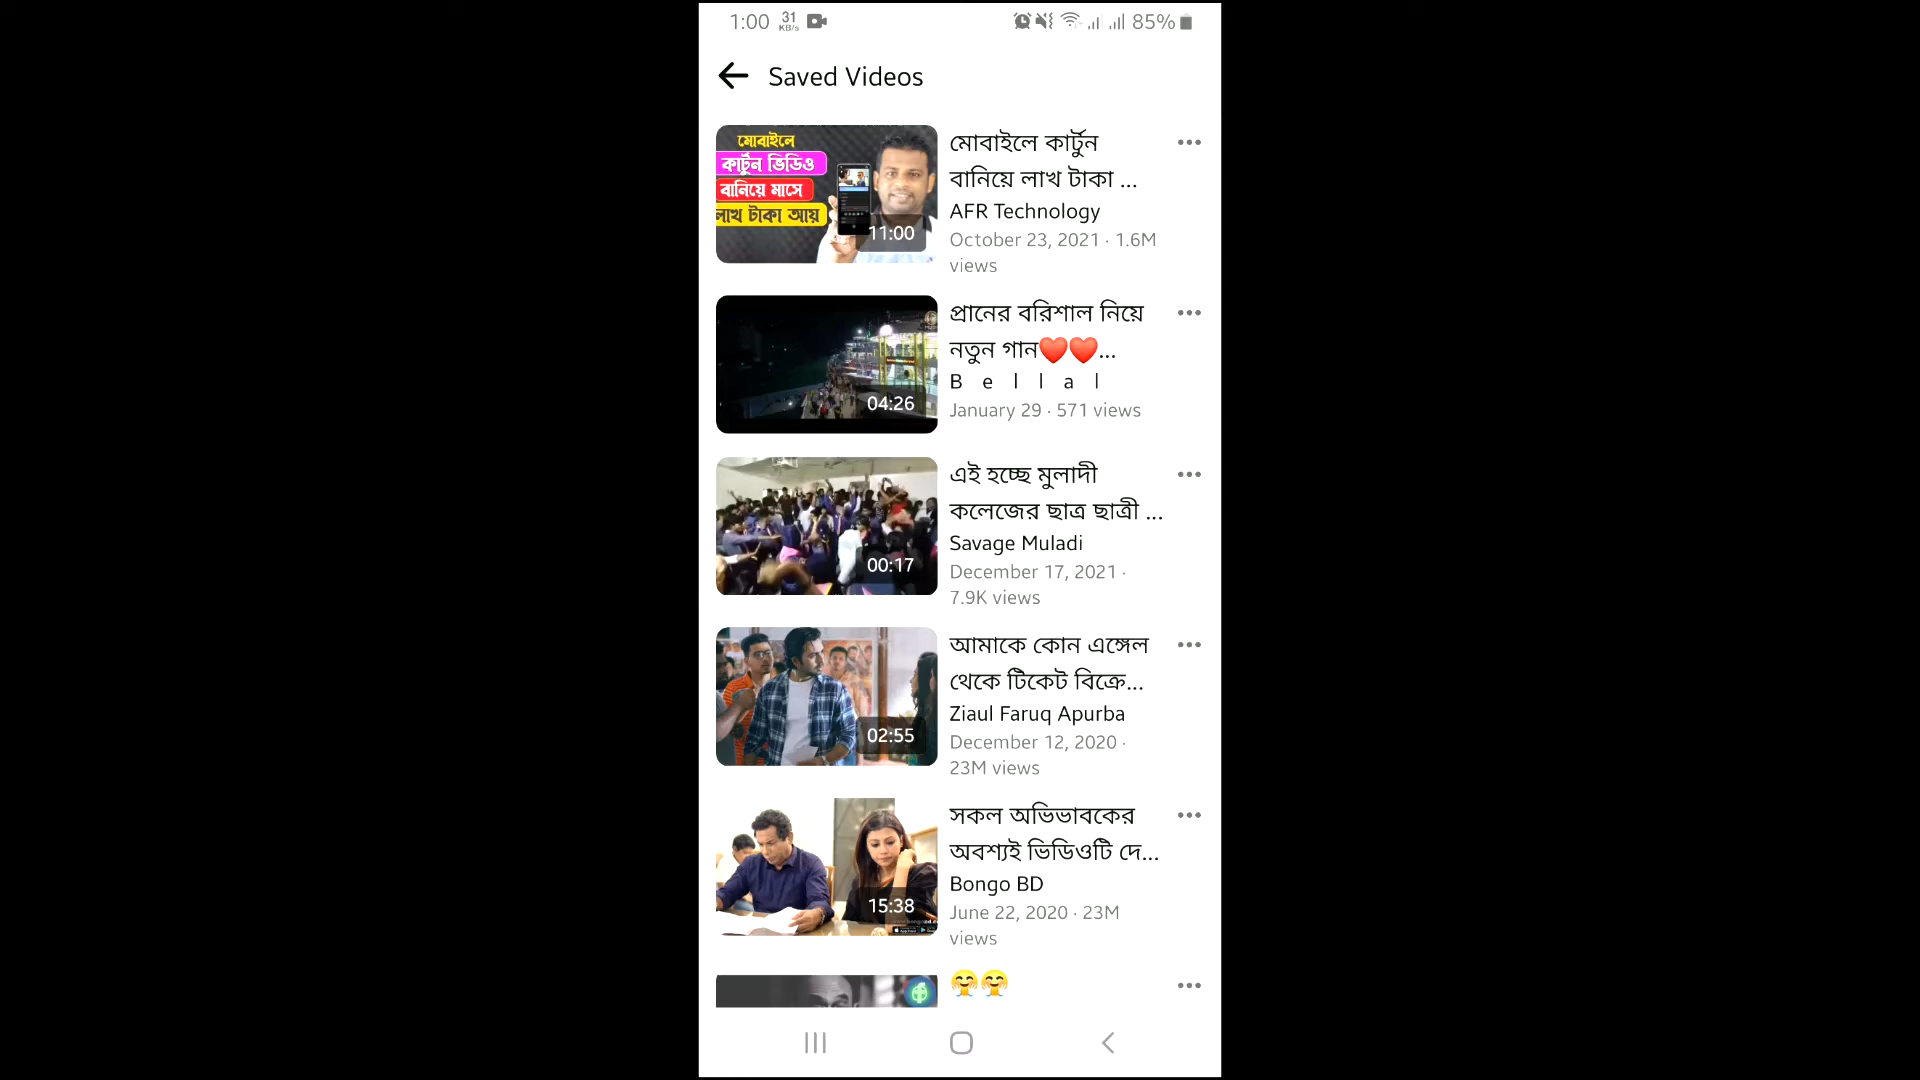 1:00 31 KB/s 85%
Saved Videos
মোবাইলে
কার্টুন ভিডিও
বানিয়ে মাসে
লাখ টাকা আয়
11:00
মোবাইলে কার্টুন
বানিয়ে লাখ টাকা ...
AFR Technology
October 23, 2021 · 1.6M
views
04:26
প্রানের বরিশাল নিয়ে
নতুন গান❤️❤️...
B e l l a l
January 29 · 571 views
00:17
এই হচ্ছে মুলাদী
কলেজের ছাত্র ছাত্রী ...
Savage Muladi
December 17, 2021 ·
7.9K views
02:55
আমাকে কোন এঙ্গেল
থেকে টিকেট বিক্রে...
Ziaul Faruq Apurba
December 12, 2020 ·
23M views
15:38
সকল অভিভাবকের
অবশ্যই ভিডিওটি দে...
Bongo BD
June 22, 2020 · 23M
views
🤗🤗